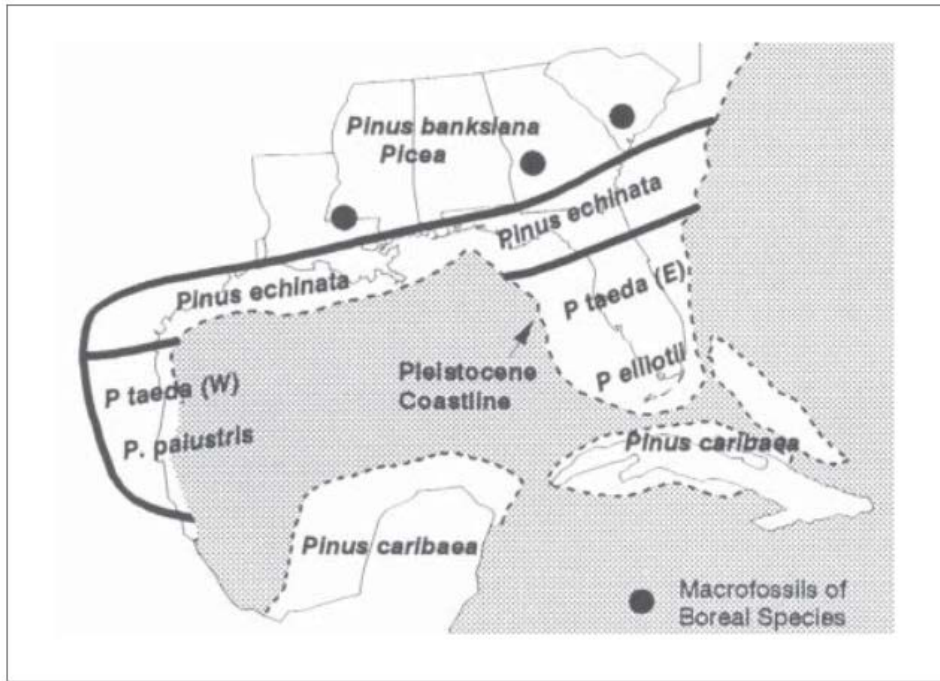 Pinus banksiana
Picea
Pinus echinata
Pinus echinata
P taeda (E)
P taeda (W)
Pleistocene
Coastline
P elliotii
P. palustris
Pinus caribaea
Pinus caribaea
Macrofossils of
Boreal Species